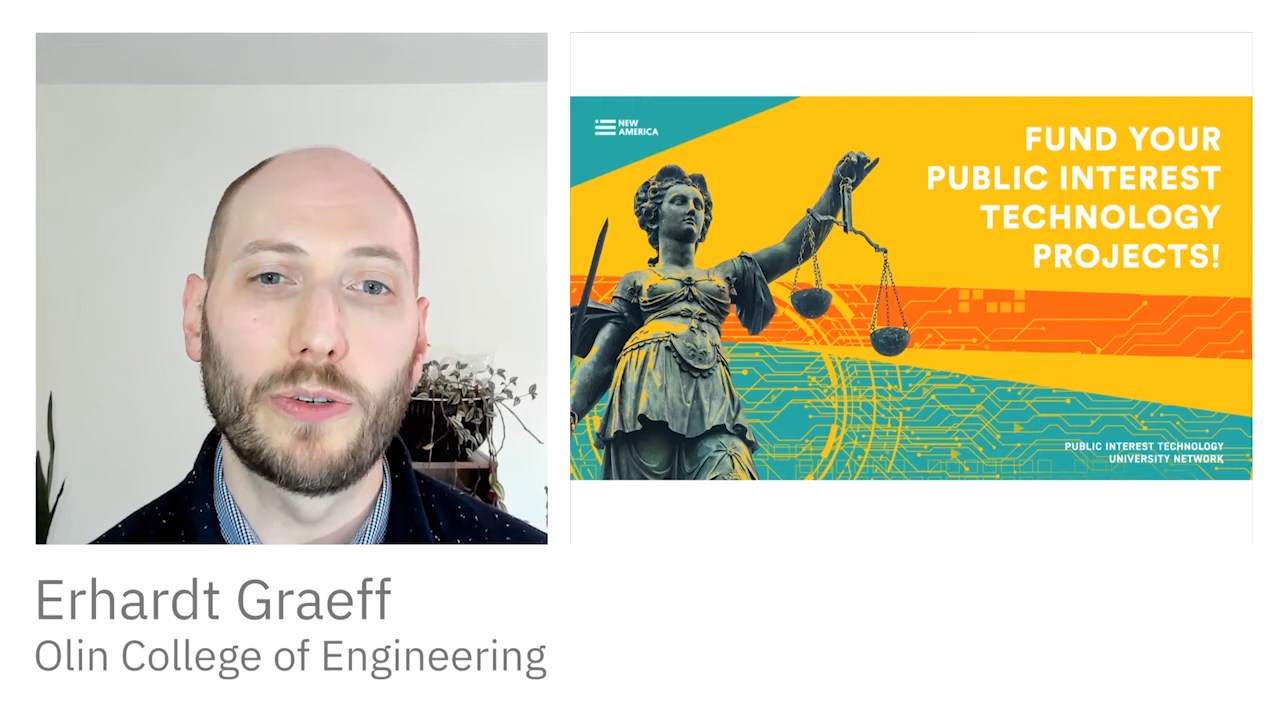 NEW
AMERICA
FUND YOUR
PUBLIC INTEREST
TECHNOLOGY
PROJECTS!
PUBLIC INTEREST TECHNOLOGY
UNIVERSITY NETWORK
Erhardt Graeff
Olin College of Engineering